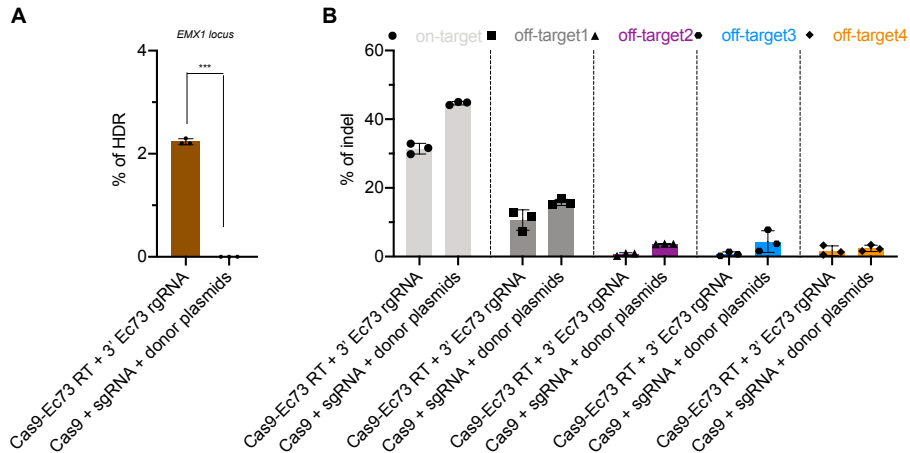 A
EMX1 locus
***
% of HDR
4
2
0
Cas9-Ec73 RT + 3' Ec73 rgRNA
Cas9 + sgRNA + donor plasmids
B
on-target off-target1 off-target2 off-target3 off-target4
% of indel
60
40
20
0
Cas9-Ec73 RT + 3' Ec73 rgRNA
Cas9 + sgRNA + donor plasmids
Cas9-Ec73 RT + 3' Ec73 rgRNA
Cas9 + sgRNA + donor plasmids
Cas9-Ec73 RT + 3' Ec73 rgRNA
Cas9 + sgRNA + donor plasmids
Cas9-Ec73 RT + 3' Ec73 rgRNA
Cas9 + sgRNA + donor plasmids
Cas9-Ec73 RT + 3' Ec73 rgRNA
Cas9 + sgRNA + donor plasmids